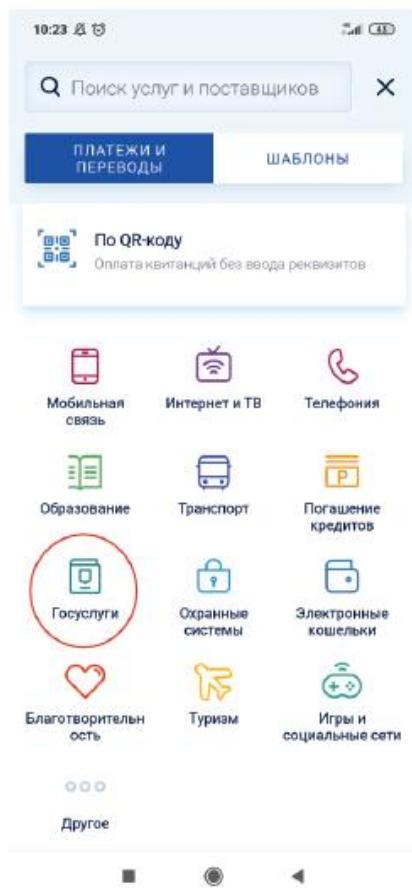 10:23
Поиск услуг и поставщиков
ПЛАТЕЖИ И
ПЕРЕВОДЫ
ШАБЛОНЫ
По QR-коду
Оплата квитанций без ввода реквизитов
Мобильная
связь
Интернет и ТВ
Телефония
Образование
Транспорт
Погашение
кредитов
Госуслуги
Охранные
системы
Электронные
кошельки
Благотворительн
ость
Туризм
Игры и
социальные сети
Другое